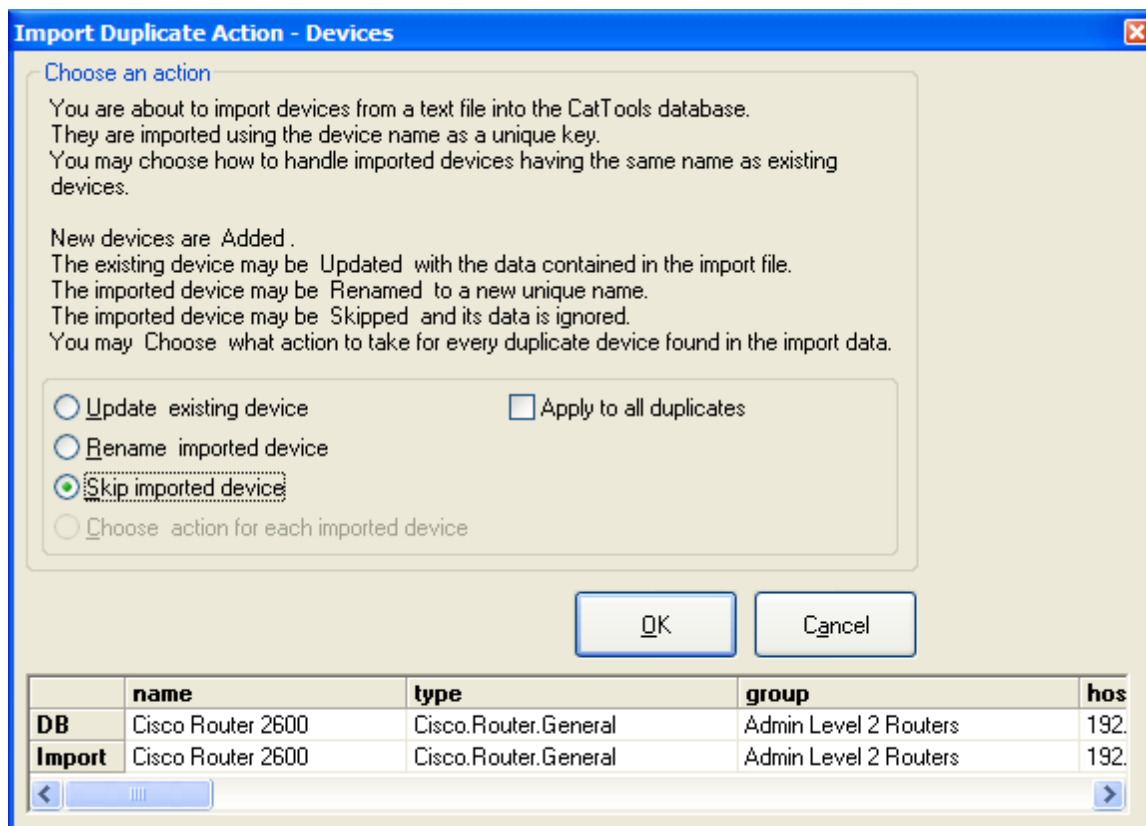 Import Duplicate Action - Devices
Choose an action
You are about to import devices from a text file into the CatTools database.
They are imported using the device name as a unique key.
You may choose how to handle imported devices having the same name as existing
devices.
New devices are  Added .
The existing device may be  Updated  with the data contained in the import file.
The imported device may be  Renamed  to a new unique name.
The imported device may be  Skipped  and its data is ignored.
You may  Choose  what action to take for every duplicate device found in the import data.
Update  existing device
Apply to all duplicates
Rename  imported device
Skip imported device
Choose  action for each imported device
OK
Cancel
name type group hos
DB Cisco Router 2600 Cisco.Router.General Admin Level 2 Routers 192.
Import Cisco Router 2600 Cisco.Router.General Admin Level 2 Routers 192.